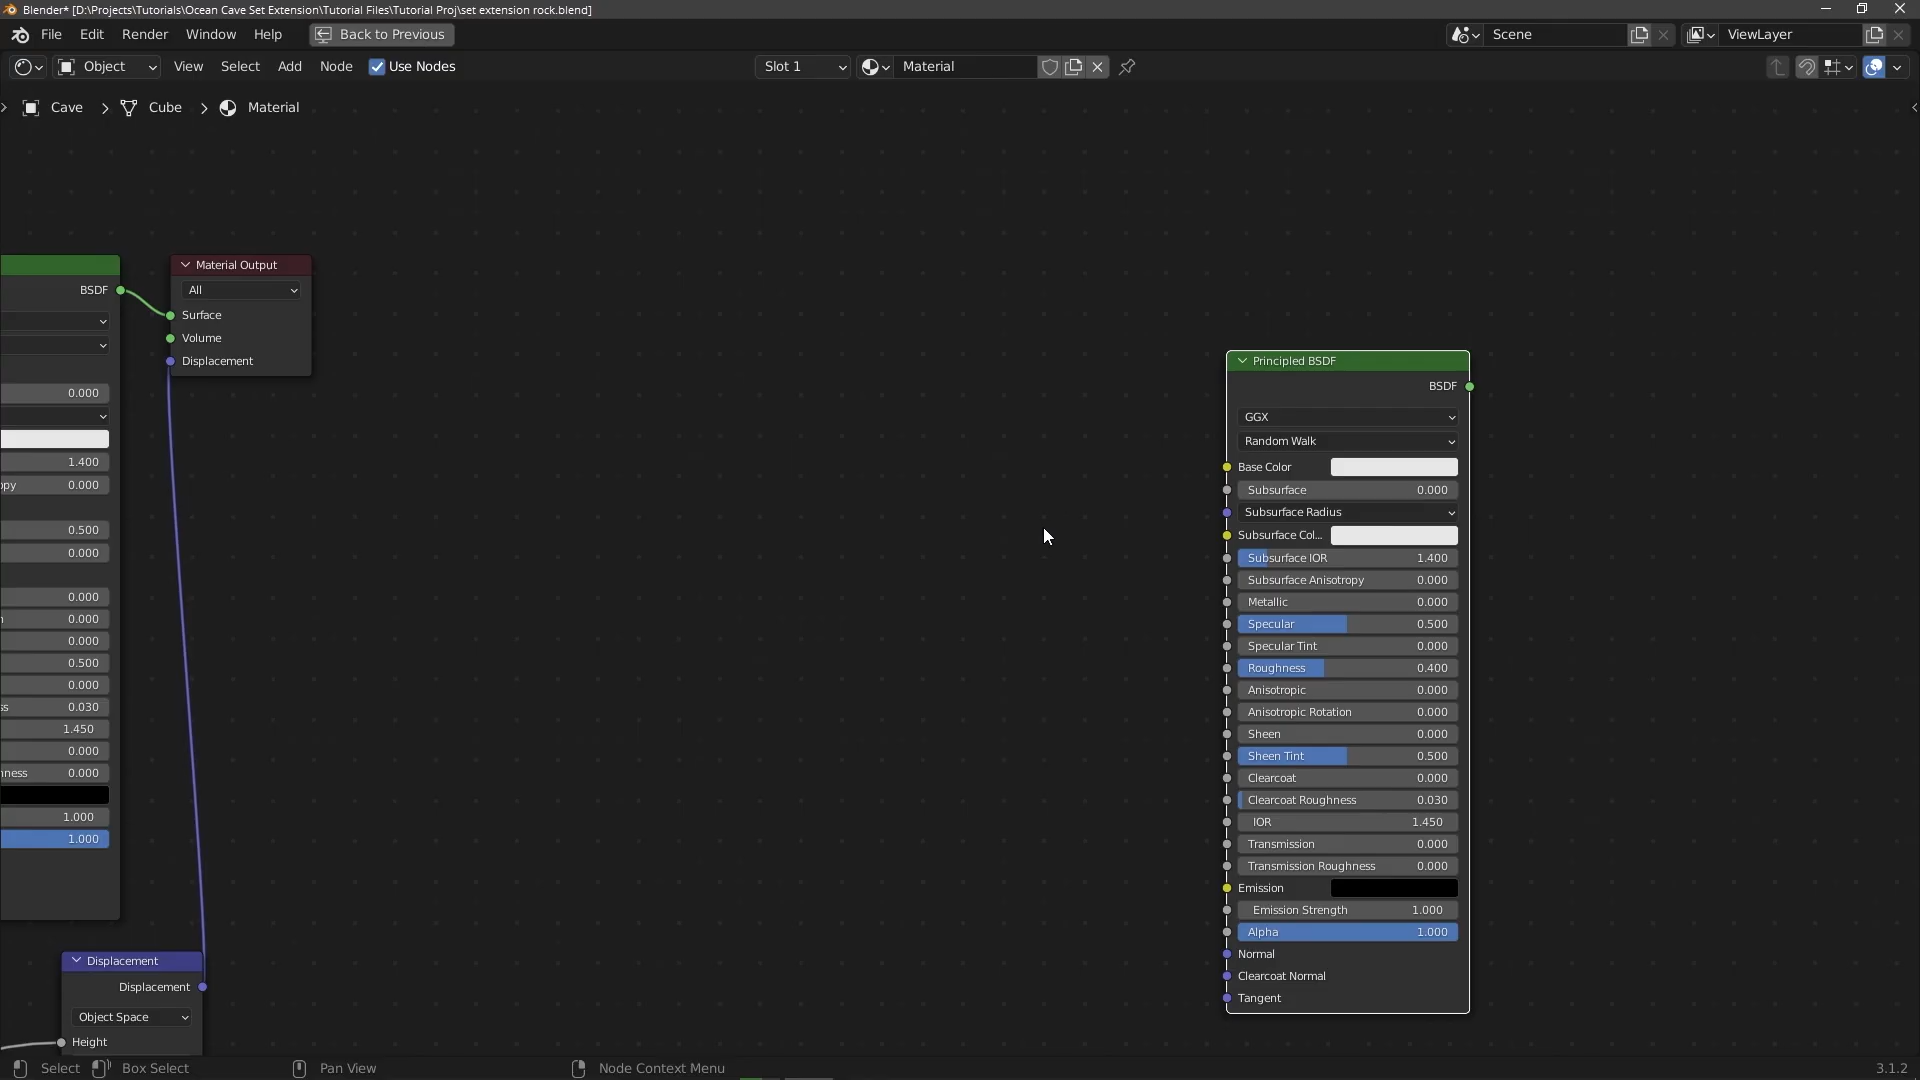 Blender* [D:\Projects\Tutorials\Ocean Cave Set Extension\Tutorial Files\Tutorial Proj\set extension rock.blend]
File Edit Render Window Help Back to Previous Scene ViewLayer
Object View Select Add Node Use Nodes Slot 1 Material
Cave Cube Material
Material Output
All
Surface
Volume
Displacement
BSDF
0.000
1.400
opy 0.000
0.500
0.000
0.000
0.000
0.000
0.500
0.000
ss 0.030
1.450
0.000
hness 0.000
1.000
1.000
Displacement
Displacement
Object Space
Height
Principled BSDF
BSDF
GGX
Random Walk
Base Color
Subsurface 0.000
Subsurface Radius
Subsurface Col...
Subsurface IOR 1.400
Subsurface Anisotropy 0.000
Metallic 0.000
Specular 0.500
Specular Tint 0.000
Roughness 0.400
Anisotropic 0.000
Anisotropic Rotation 0.000
Sheen 0.000
Sheen Tint 0.500
Clearcoat 0.000
Clearcoat Roughness 0.030
IOR 1.450
Transmission 0.000
Transmission Roughness 0.000
Emission
Emission Strength 1.000
Alpha 1.000
Normal
Clearcoat Normal
Tangent
Select Box Select Pan View Node Context Menu 3.1.2